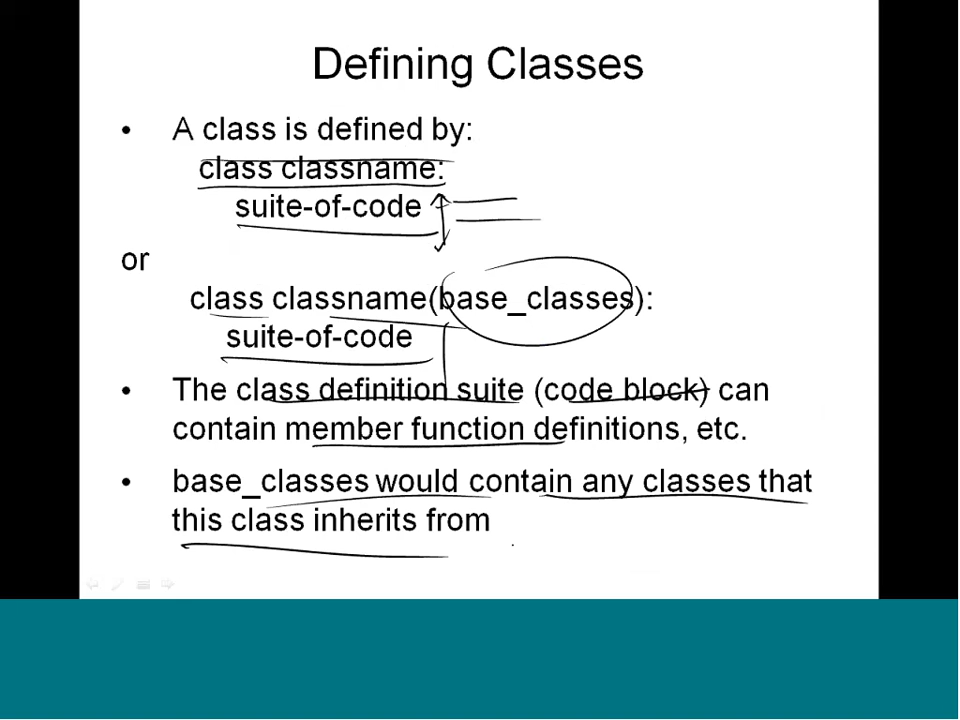 Defining Classes
• A class is defined by:
class classname:
suite-of-code
or
class classname(base_classes):
suite-of-code
• The class definition suite (code block) can
contain member function definitions, etc.
• base_classes would contain any classes that
this class inherits from